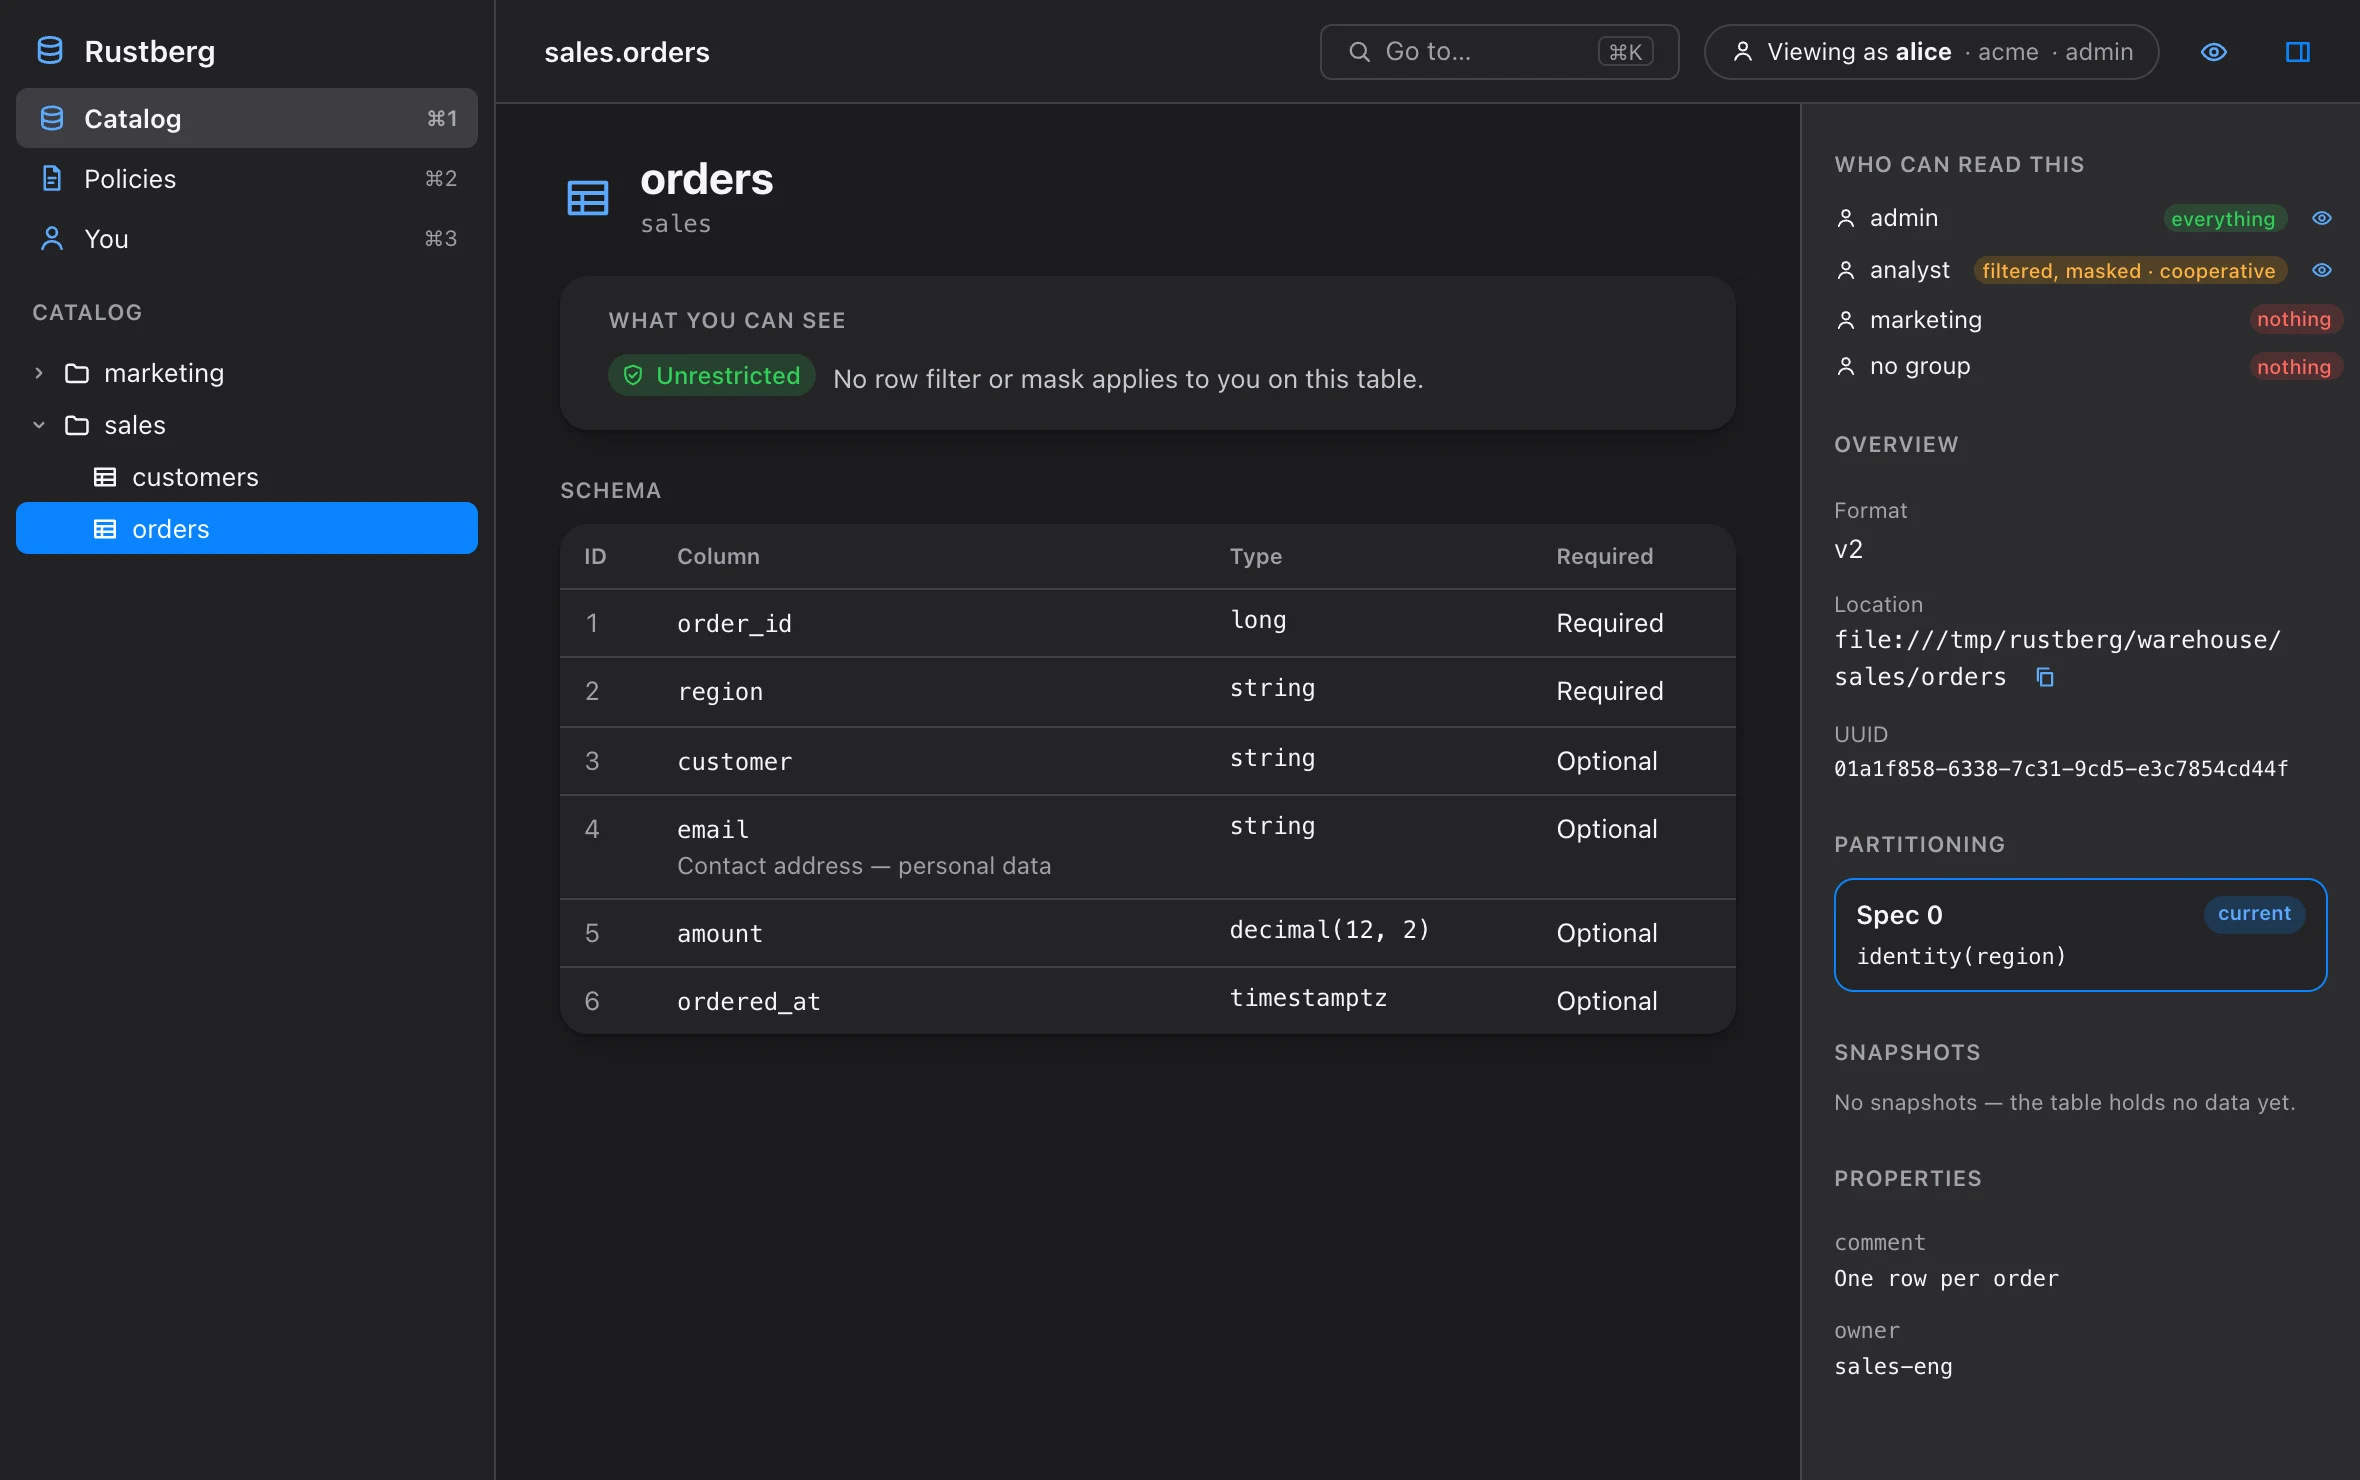 Rustberg
Catalog ⌘1
Policies ⌘2
You ⌘3
CATALOG
marketing
sales
customers
orders
sales.orders
Go to... ⌘K
Viewing as alice · acme · admin
orders
sales
WHAT YOU CAN SEE
Unrestricted No row filter or mask applies to you on this table.
SCHEMA
ID Column Type Required
1 order_id long Required
2 region string Required
3 customer string Optional
4 email string Optional
Contact address — personal data
5 amount decimal(12, 2) Optional
6 ordered_at timestamptz Optional
WHO CAN READ THIS
admin everything
analyst filtered, masked · cooperative
marketing nothing
no group nothing
OVERVIEW
Format
v2
Location
file:///tmp/rustberg/warehouse/
sales/orders
UUID
01a1f858-6338-7c31-9cd5-e3c7854cd44f
PARTITIONING
Spec 0 current
identity(region)
SNAPSHOTS
No snapshots — the table holds no data yet.
PROPERTIES
comment
One row per order
owner
sales-eng